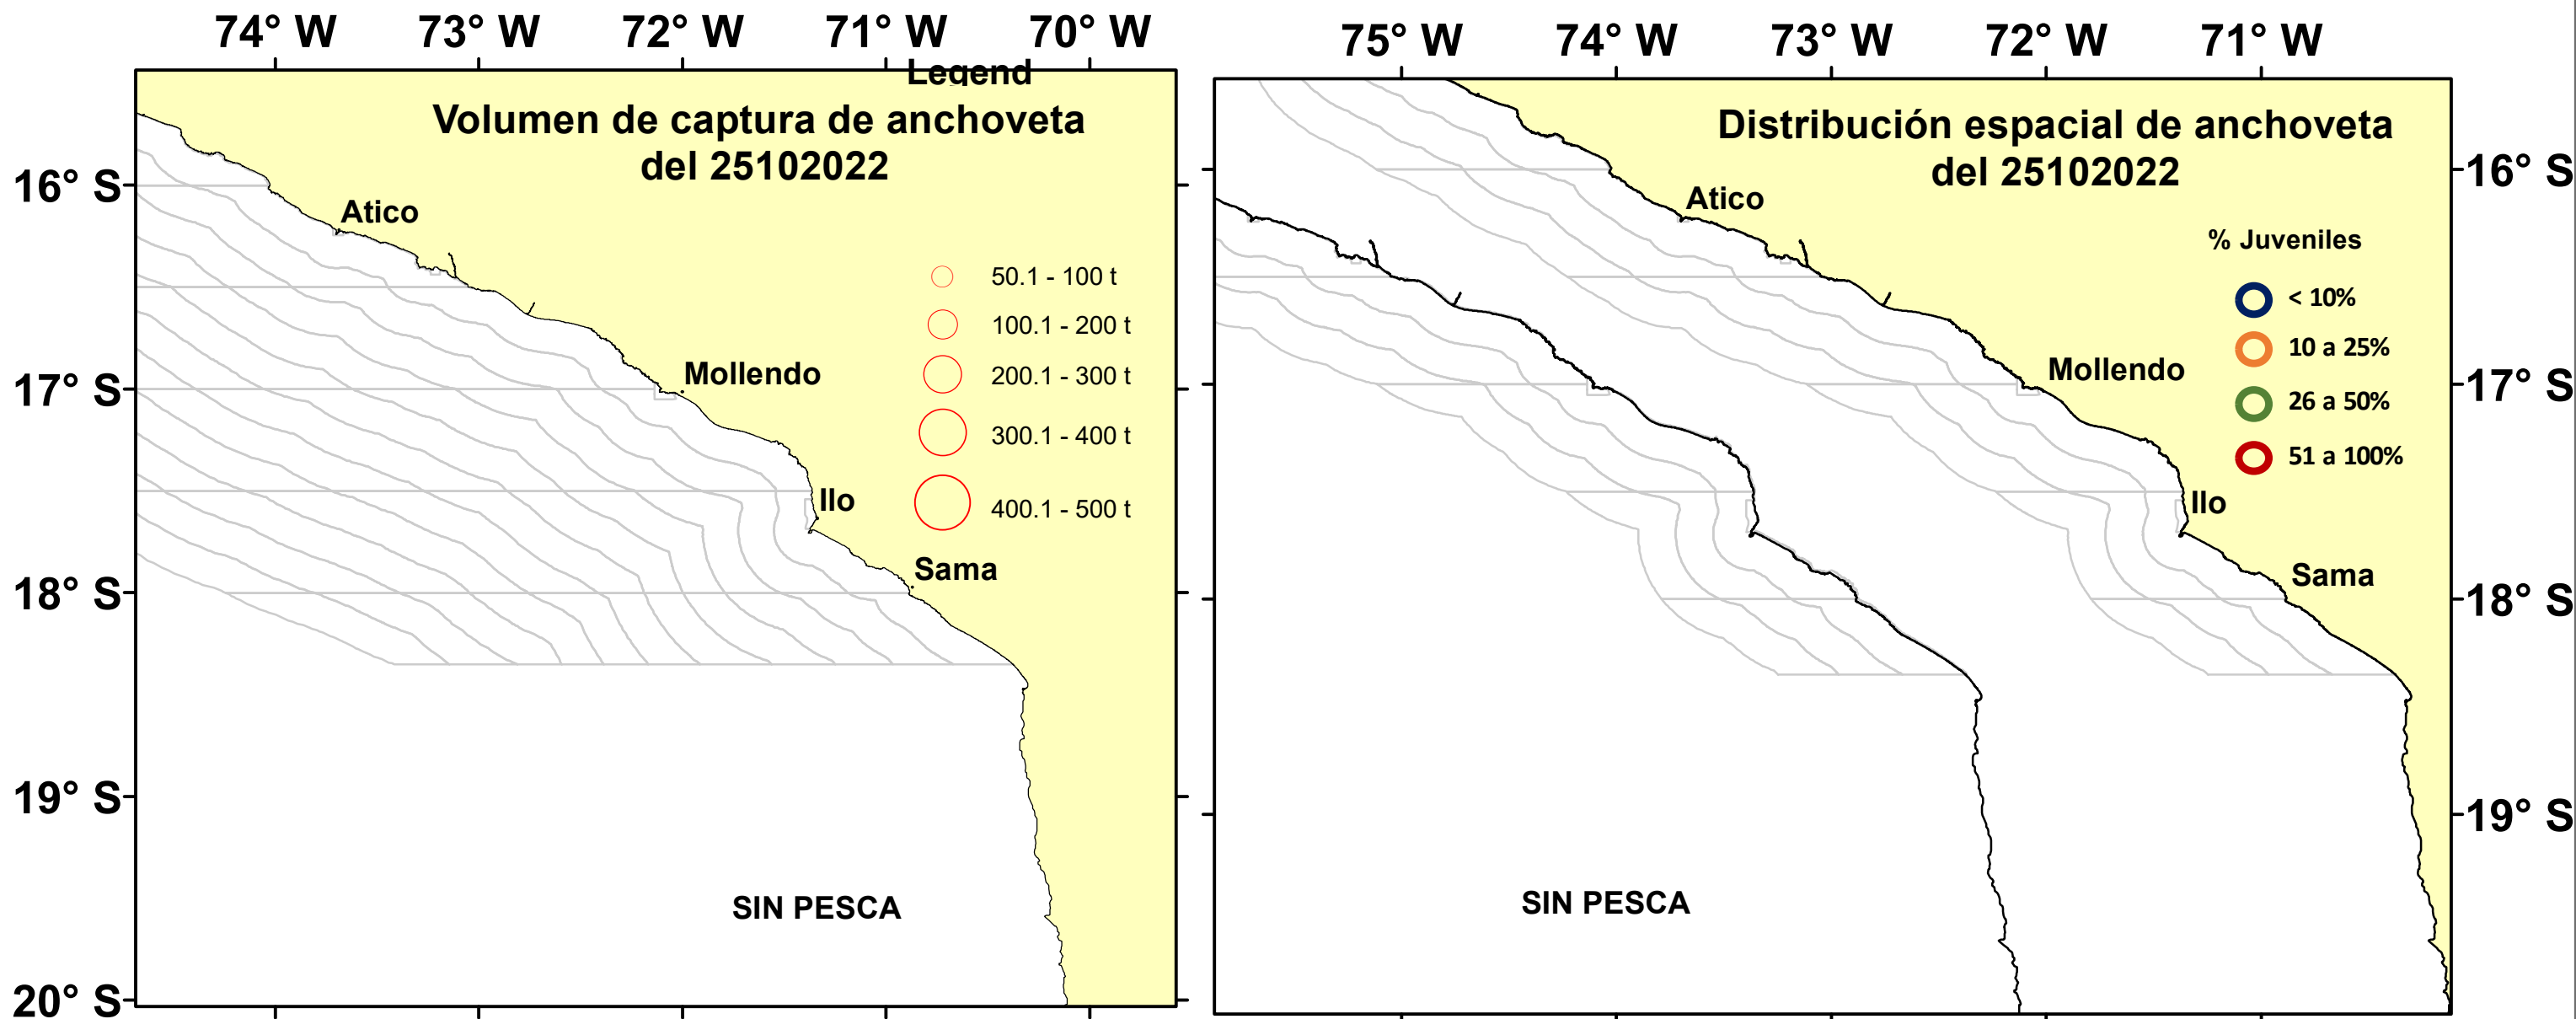 74° W 73° W 72° W 71° W 70° W
Legend
Volumen de captura de anchoveta
del 25102022
16° S
Atico
50.1 - 100 t
100.1 - 200 t
Mollendo
200.1 - 300 t
17° S
300.1 - 400 t
Ilo
400.1 - 500 t
Sama
18° S
19° S
SIN PESCA
20° S
75° W 74° W 73° W 72° W 71° W
Distribución espacial de anchoveta
del 25102022
16° S
Atico
% Juveniles
< 10%
10 a 25%
Mollendo
17° S
26 a 50%
51 a 100%
Ilo
Sama
18° S
19° S
SIN PESCA